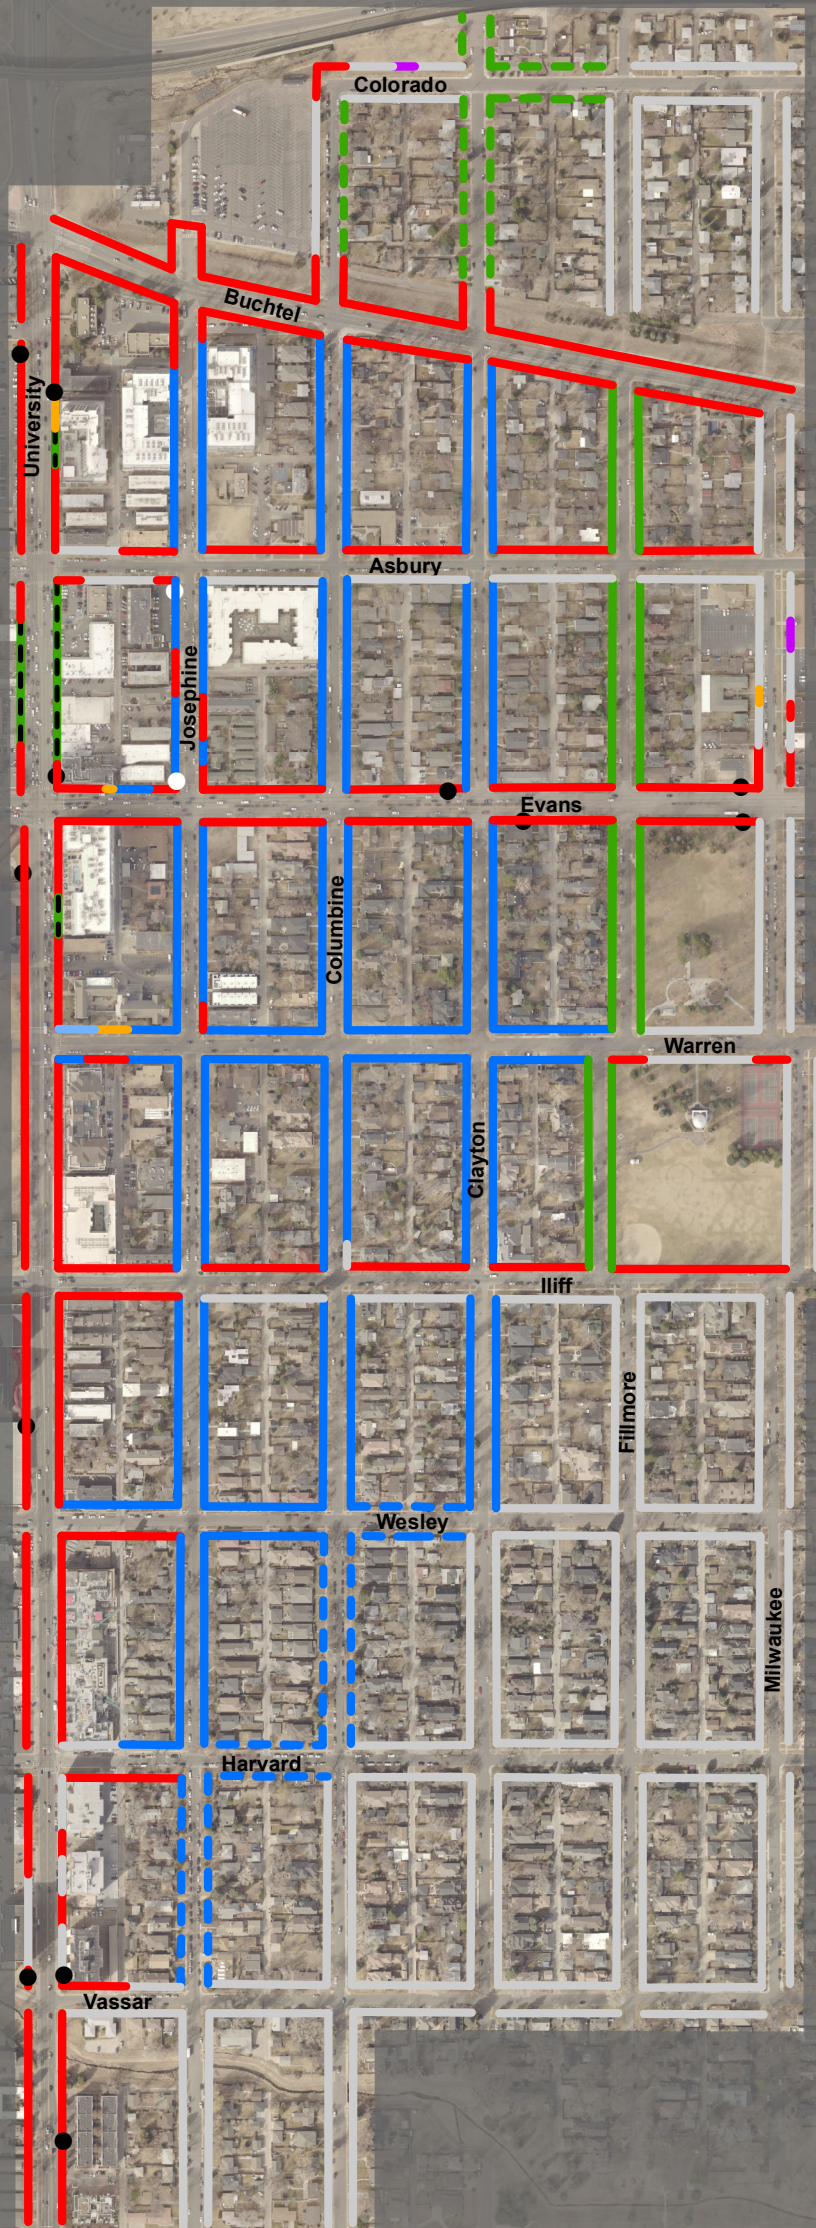 Colorado
Buchtel
University
Asbury
Josephine
Evans
Columbine
Warren
Clayton
Iliff
Fillmore
Wesley
Milwaukee
Harvard
Vassar